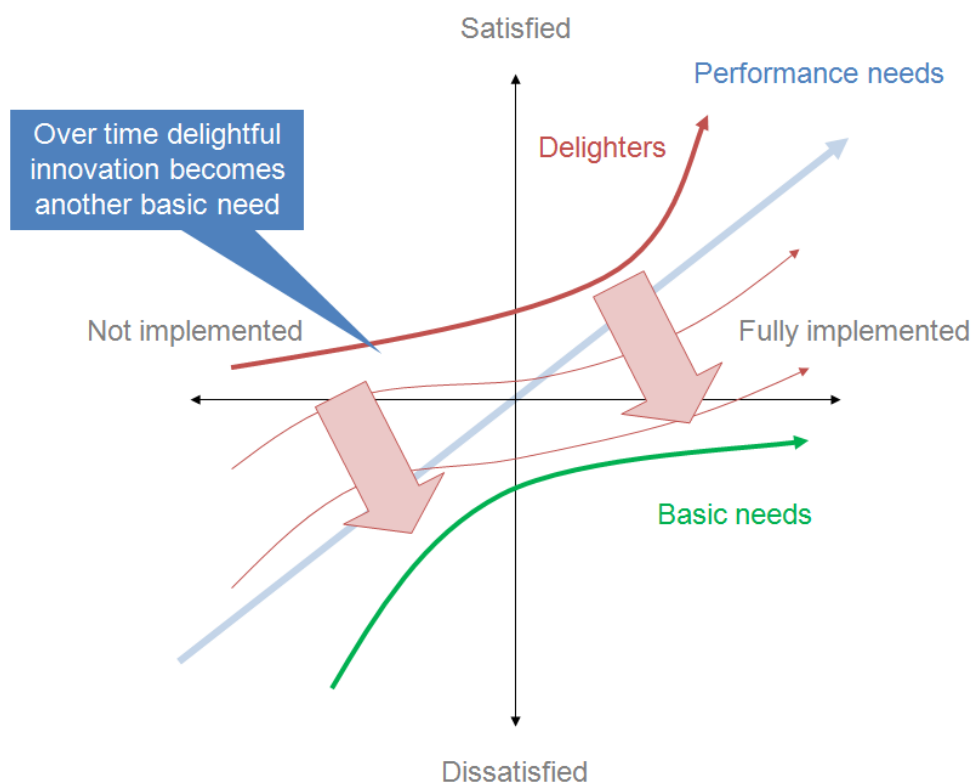 Satisfied
Performance needs
Over time delightful
innovation becomes
another basic need
Delighters
Not implemented
Fully implemented
Basic needs
Dissatisfied